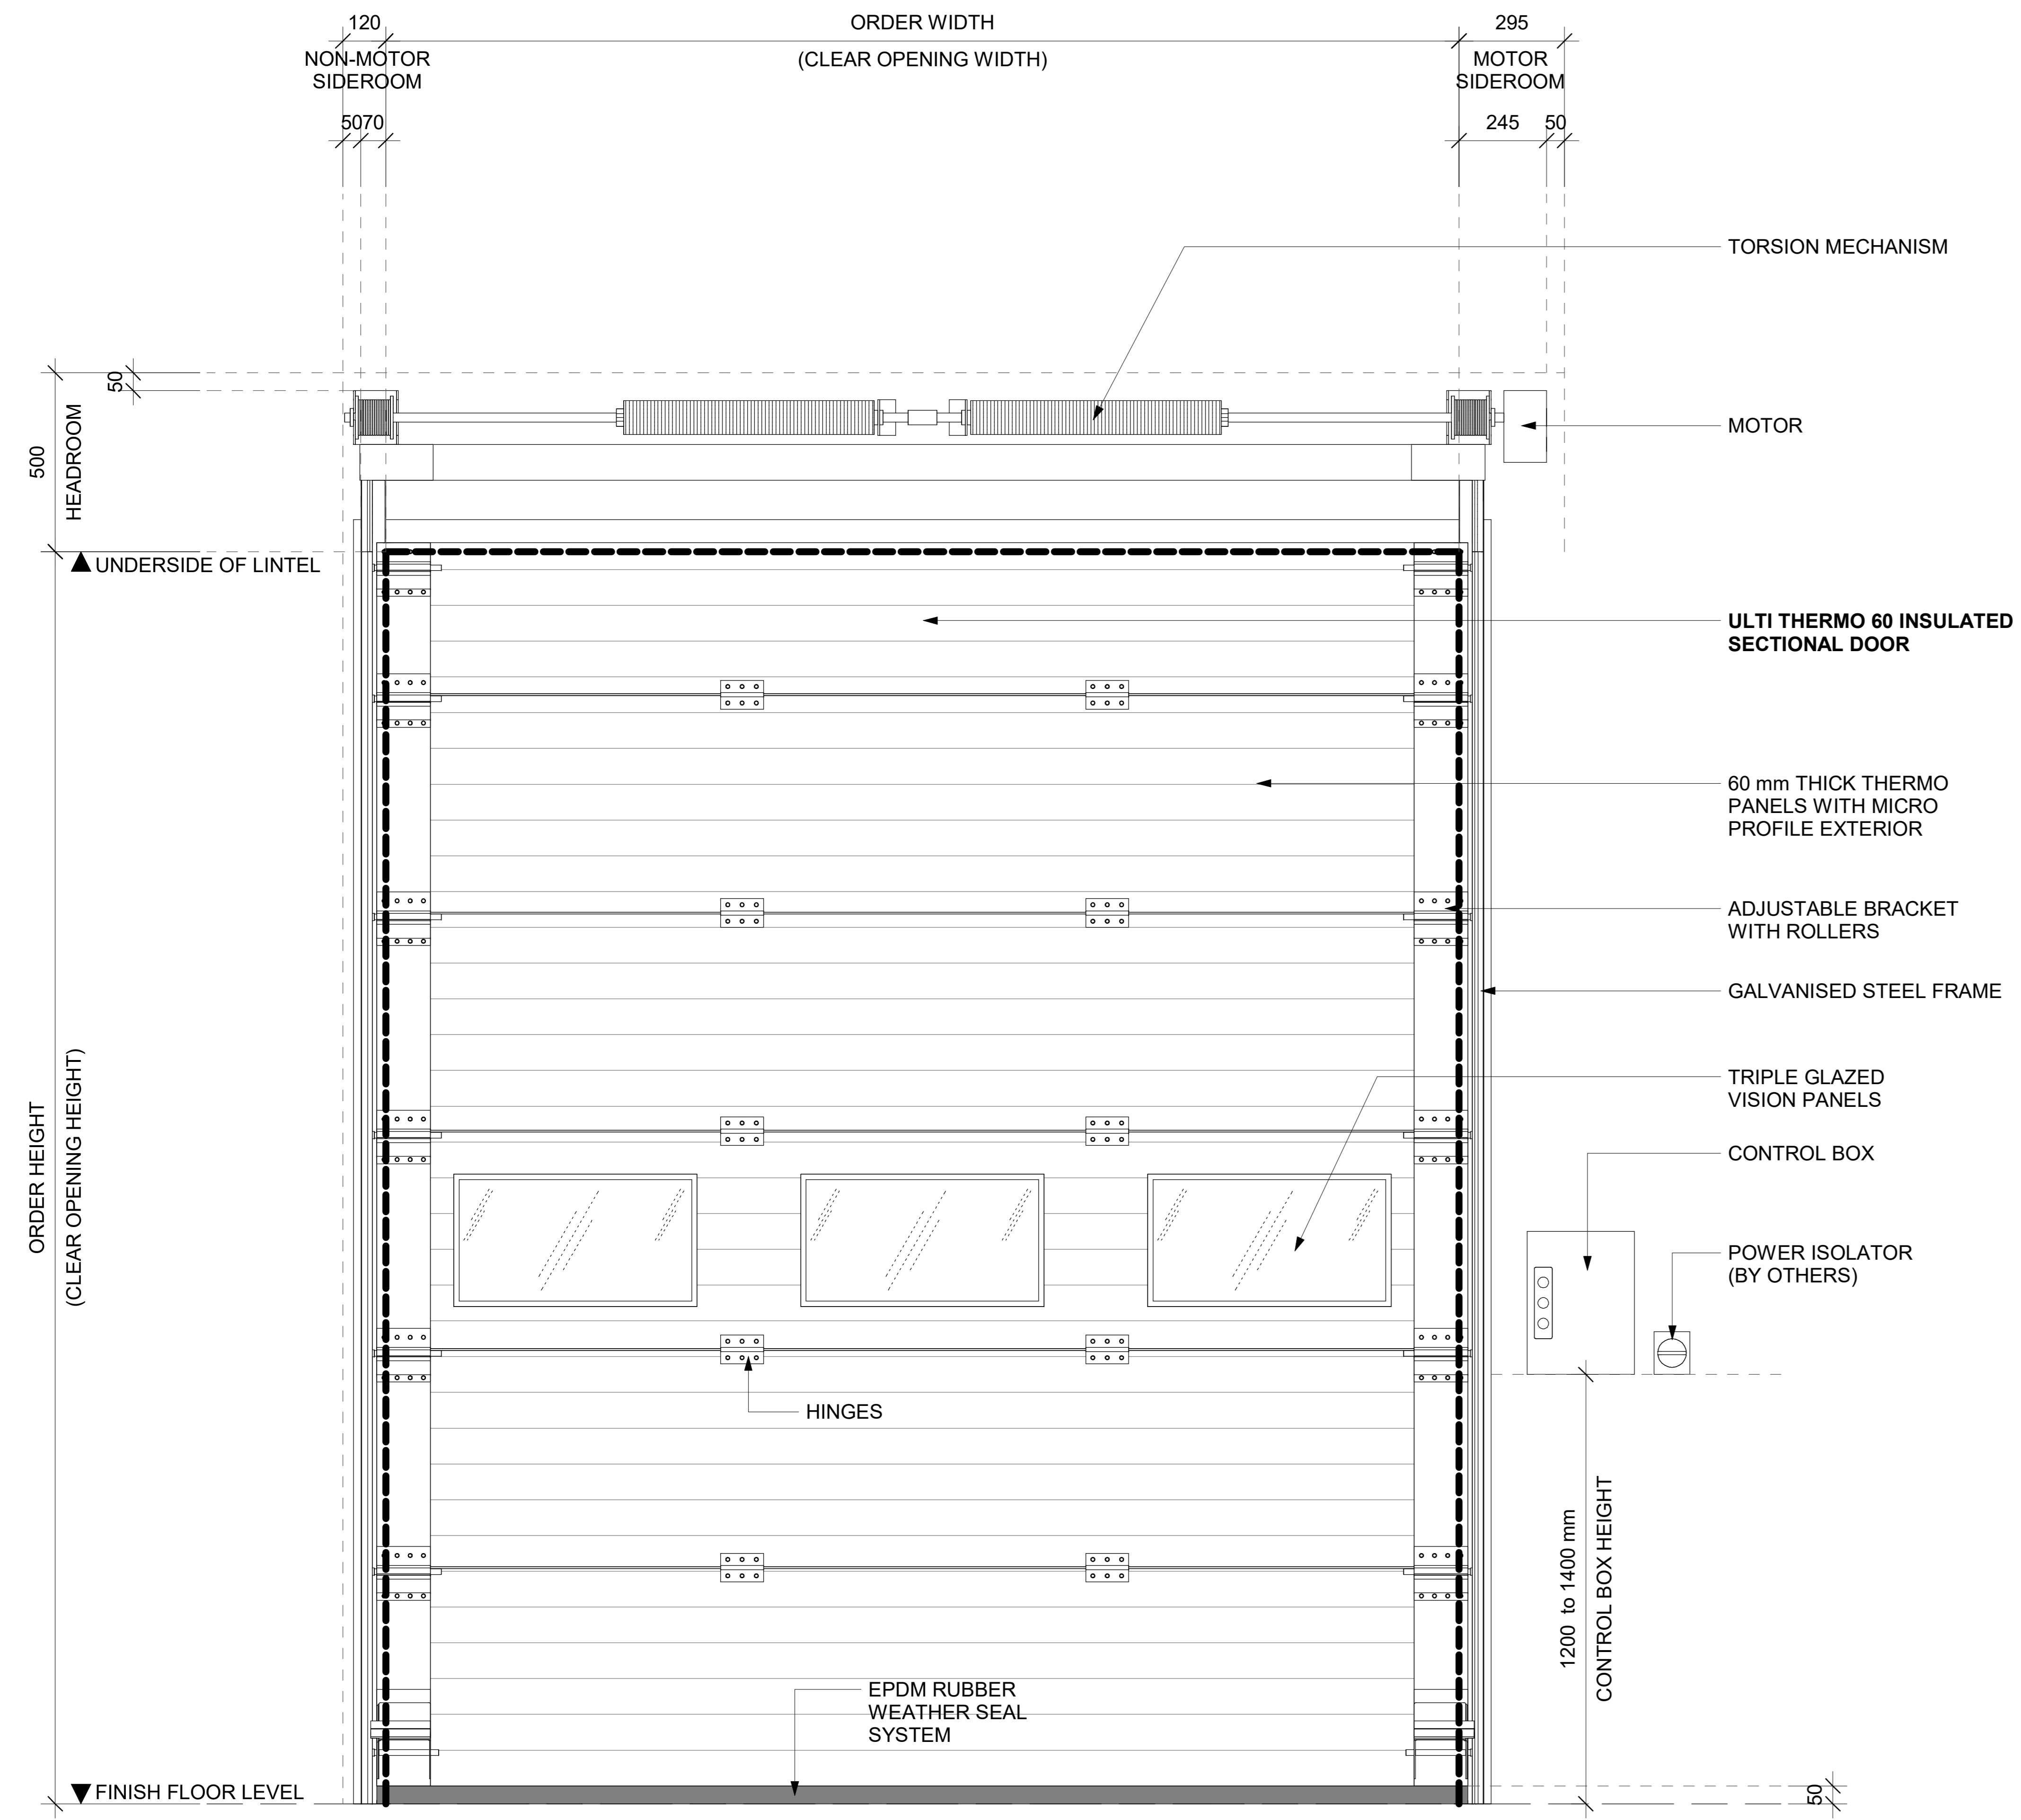 120
ORDER WIDTH
295
NON-MOTOR
SIDEROOM
(CLEAR OPENING WIDTH)
MOTOR
SIDEROOM
50
70
245
50
TORSION MECHANISM
50
500
HEADROOM
MOTOR
UNDERSIDE OF LINTEL
ULTI THERMO 60 INSULATED
SECTIONAL DOOR
60 mm THICK THERMO
PANELS WITH MICRO
PROFILE EXTERIOR
ADJUSTABLE BRACKET
WITH ROLLERS
GALVANISED STEEL FRAME
ORDER HEIGHT
(CLEAR OPENING HEIGHT)
TRIPLE GLAZED
VISION PANELS
CONTROL BOX
POWER ISOLATOR
(BY OTHERS)
HINGES
1200 to 1400 mm
CONTROL BOX HEIGHT
EPDM RUBBER
WEATHER SEAL
SYSTEM
FINISH FLOOR LEVEL
50